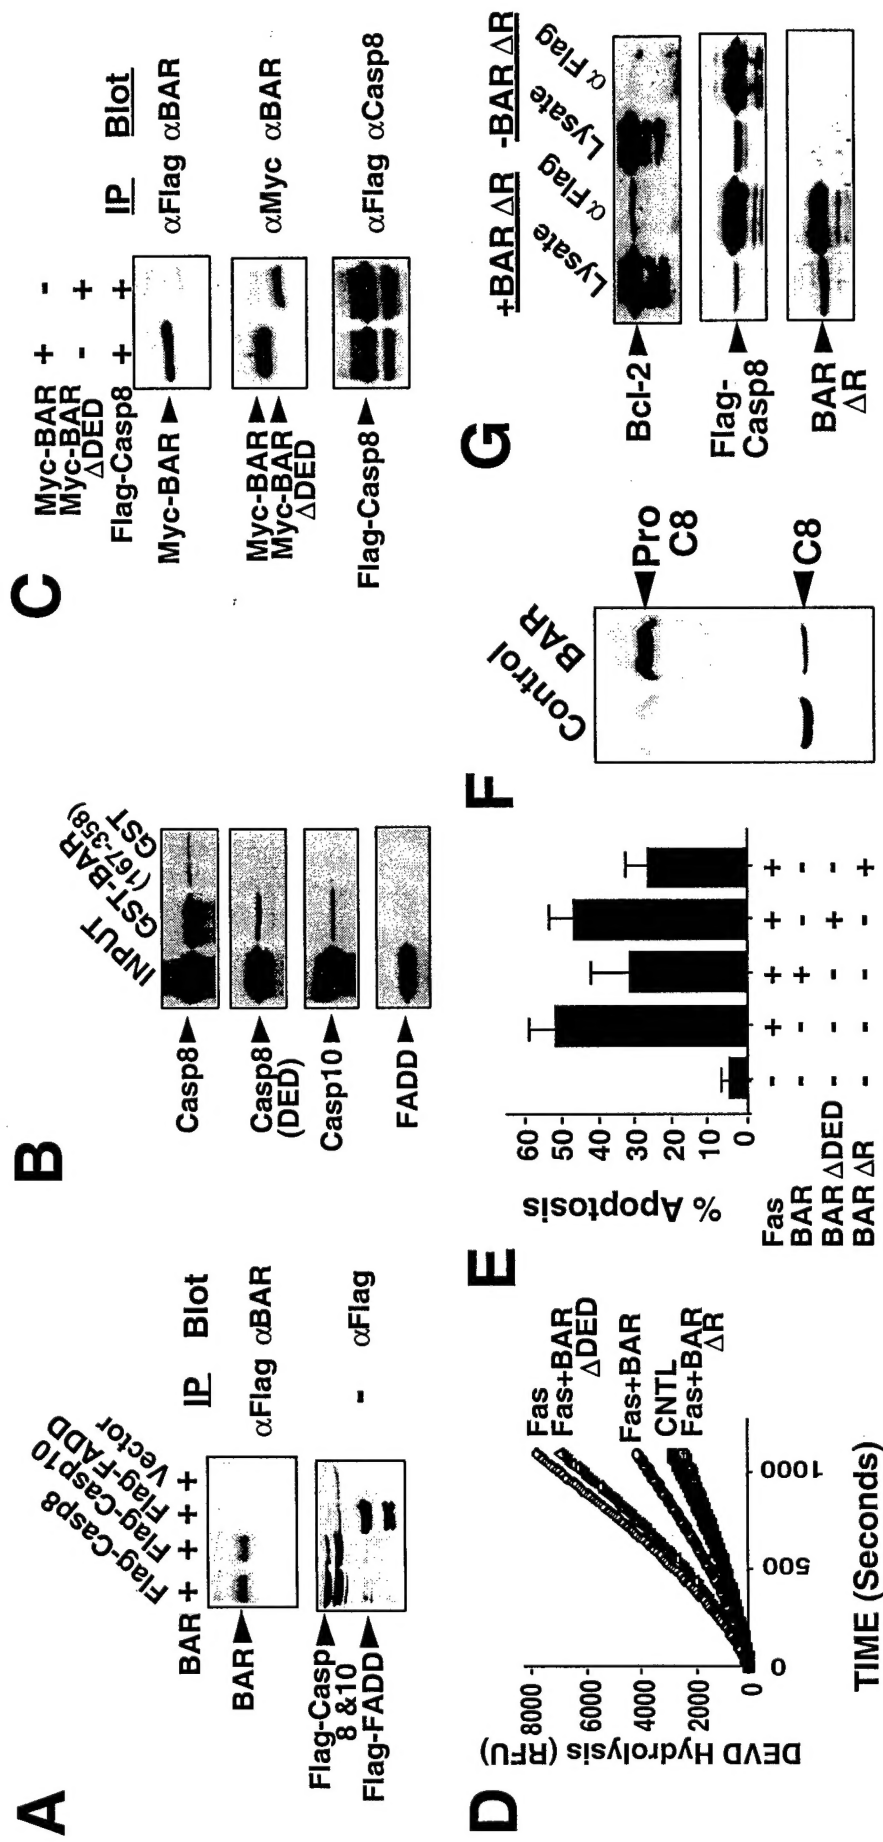 A
Flag-Casp8
Flag-Casp10
Flag-FADD
Vector
BAR + + + +
IP Blot
BAR
αFlag αBAR
Flag-Casp
8 & 10
Flag-FADD
- αFlag
B
INPUT
GST-BAR
(167-358)
GST
Casp8
Casp8
(DED)
Casp10
FADD
C
Myc-BAR + -
Myc-BAR
ΔDED - +
Flag-Casp8 + +
IP Blot
Myc-BAR
αFlag αBAR
Myc-BAR
Myc-BAR
ΔDED
αMyc αBAR
Flag-Casp8
αFlag αCasp8
D
DEVD Hydrolysis (RFU)
8000
6000
4000
2000
0
0 500 1000
TIME (Seconds)
Fas
Fas+BAR
ΔDED
Fas+BAR
CNTL
Fas+BAR
ΔR
E
% Apoptosis
60
50
40
30
20
10
0
Fas - + + + +
BAR - - + - -
BAR ΔDED - - - + -
BAR ΔR - - - - +
F
Control
BAR
Pro
C8
C8
G
+BAR ΔR -BAR ΔR
Lysate
α Flag
Lysate
α Flag
Bcl-2
Flag-
Casp8
BAR
ΔR